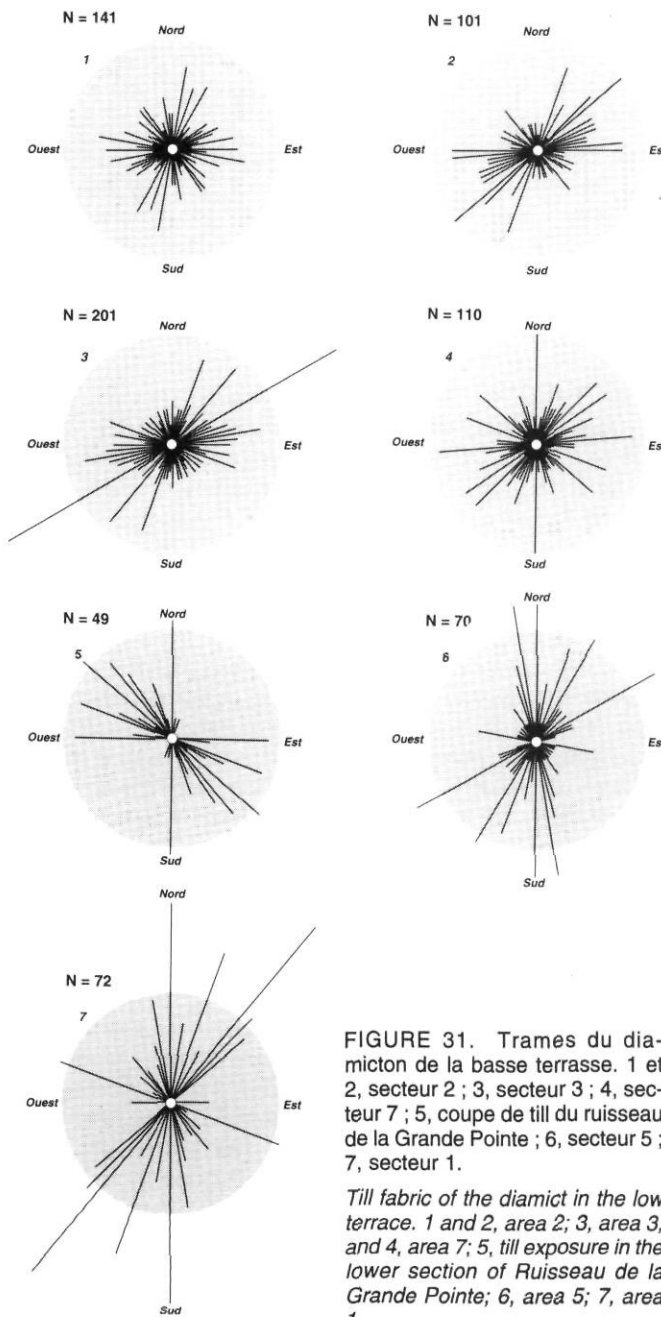 N = 141
Nord
1
Ouest
Est
Sud
N = 101
Nord
2
Ouest
Es
Sud
N = 201
Nord
3
Ouest
Est
Sud
N = 110
Nord
4
Ouest
Es
Sud
N = 49
Nord
5
Ouest
Est
Sud
N = 70
Nord
6
Ouest
Es
Sud
N = 72
Nord
7
Ouest
Est
Sud
FIGURE 31. Trames du dia-
micton de la basse terrasse. 1 et
2, secteur 2 ; 3, secteur 3 ; 4, sec-
teur 7 ; 5, coupe de till du ruisseau
de la Grande Pointe ; 6, secteur 5 ;
7, secteur 1.
Till fabric of the diamict in the low
terrace. 1 and 2, area 2; 3, area 3,
and 4, area 7; 5, till exposure in the
lower section of Ruisseau de la
Grande Pointe; 6, area 5; 7, area